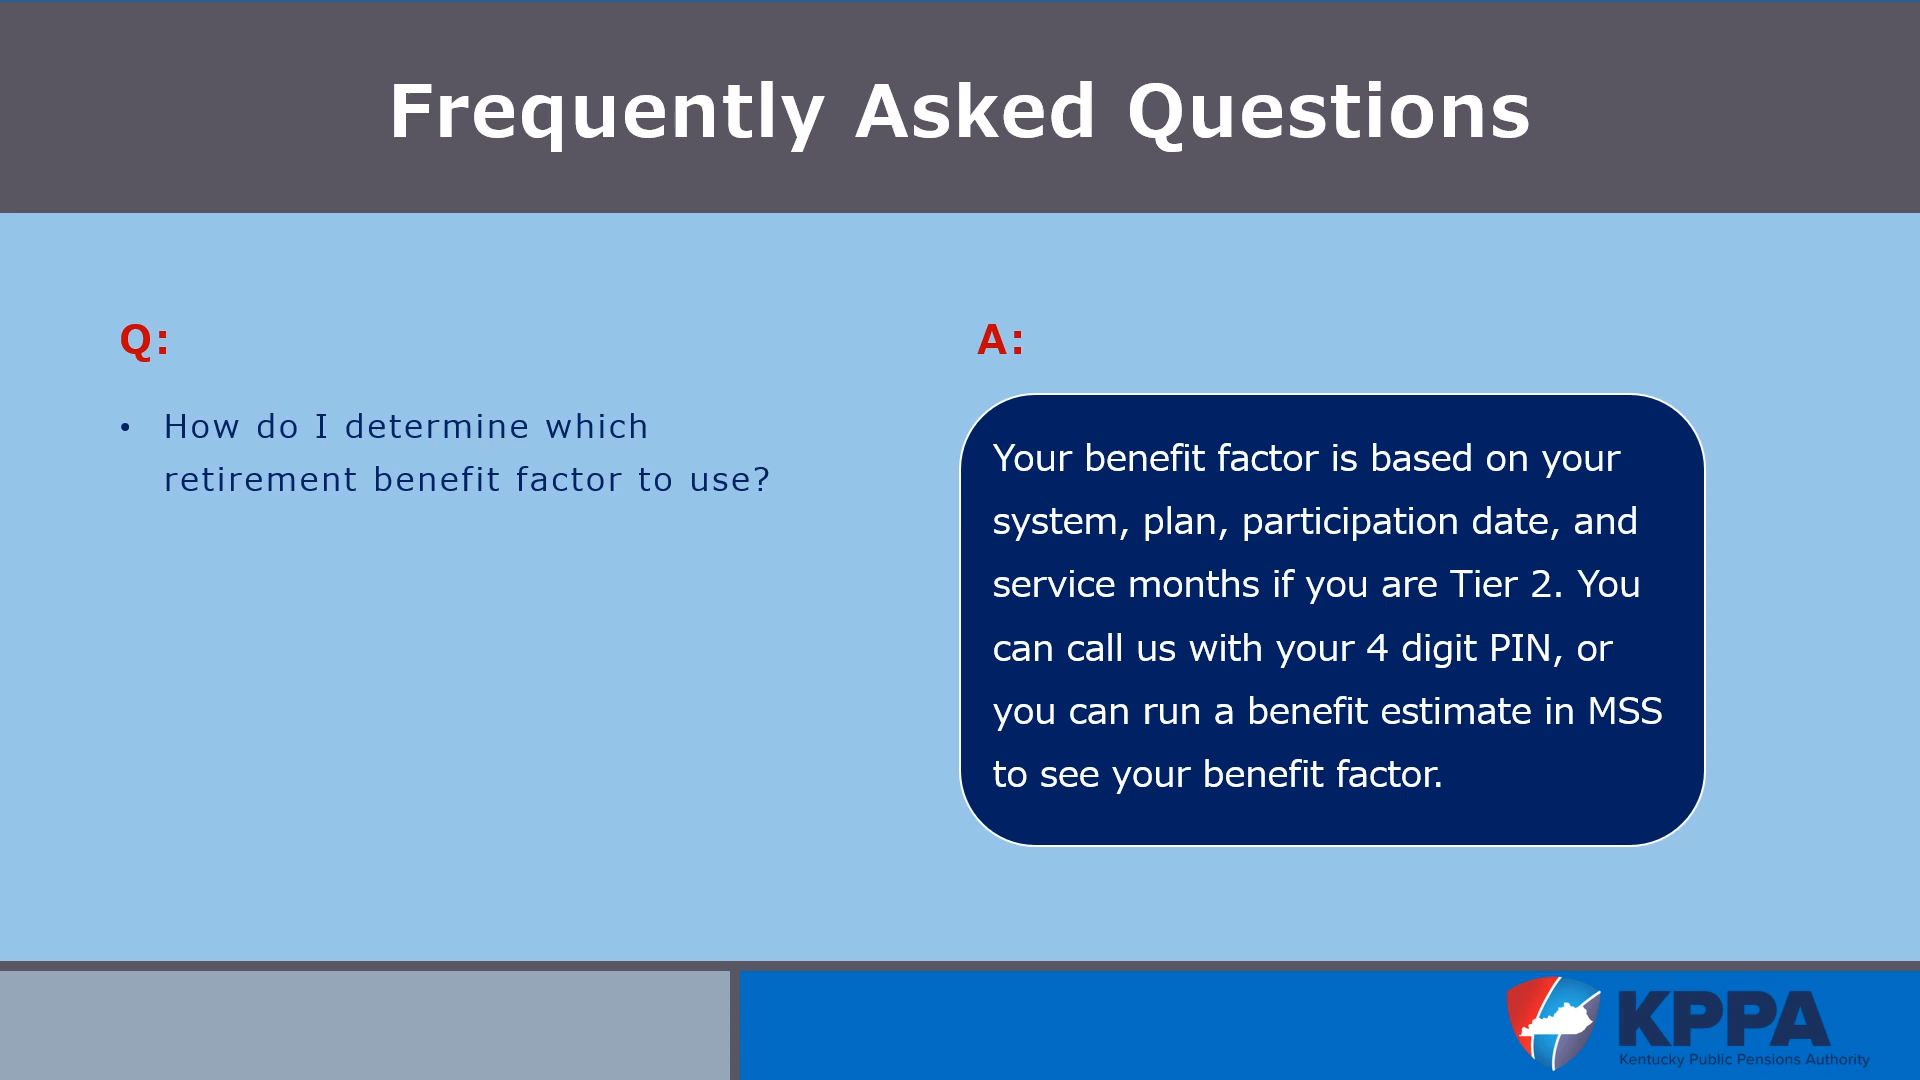 Frequently Asked Questions
Q:
• How do I determine which
retirement benefit factor to use?
A:
Your benefit factor is based on your
system, plan, participation date, and
service months if you are Tier 2. You
can call us with your 4 digit PIN, or
you can run a benefit estimate in MSS
to see your benefit factor.
KPPA
Kentucky Public Pensions Authority